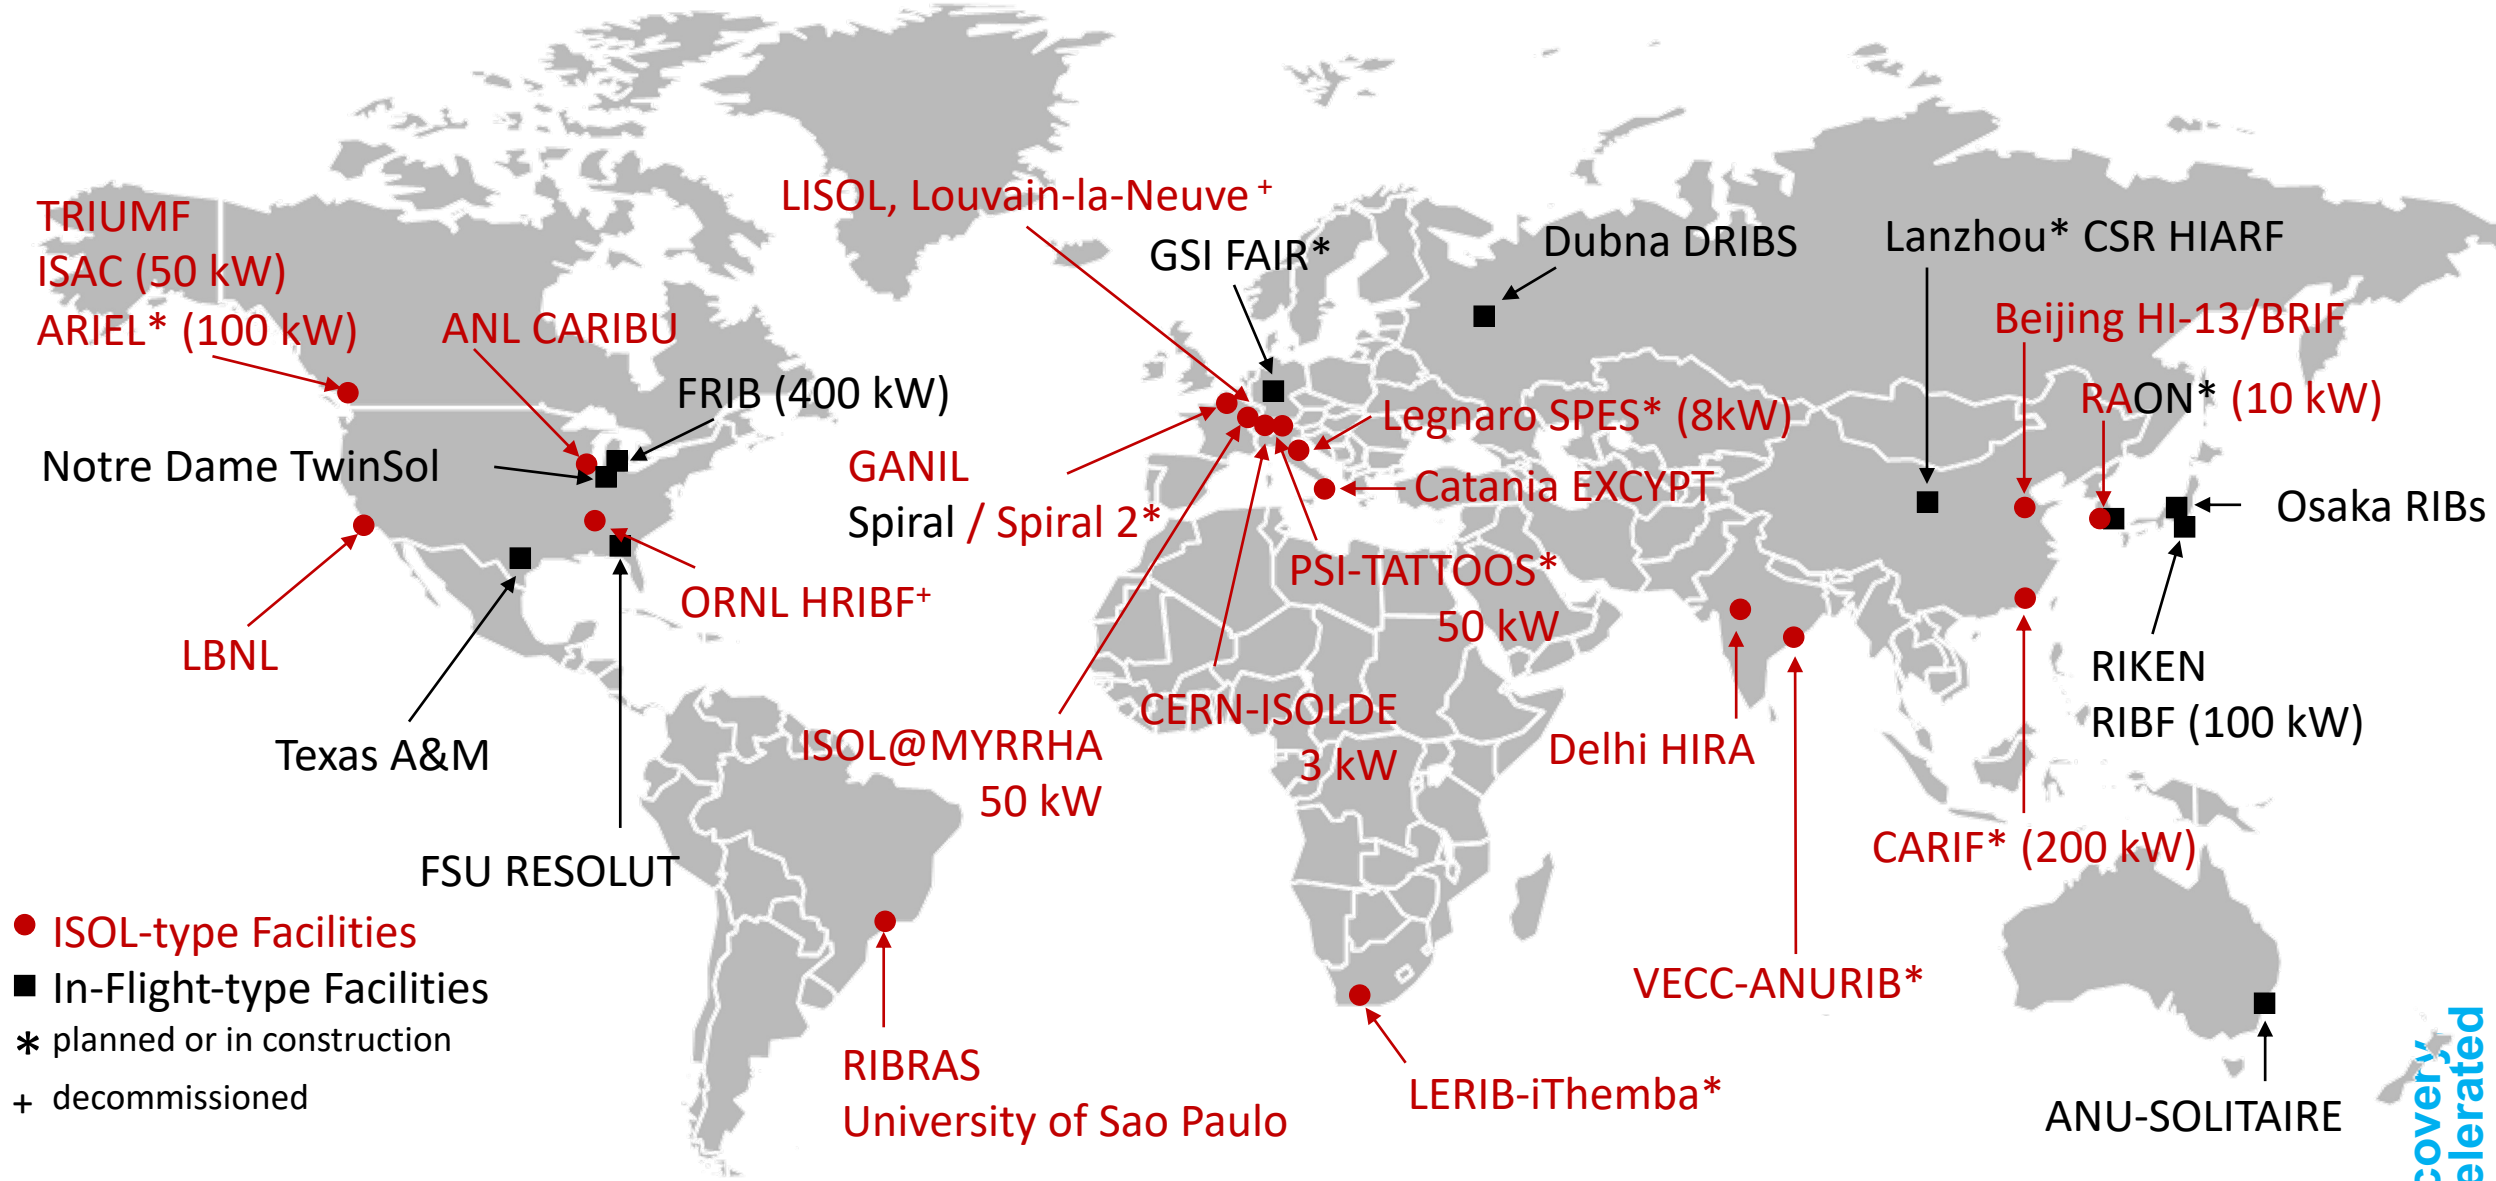 TRIUMF
ISAC (50 kW)
ARIEL* (100 kW)
ANL CARIBU
FRIB (400 kW)
Notre Dame TwinSol
LBNL
ORNL HRIBF+
Texas A&M
FSU RESOLUT
LISOL, Louvain-la-Neuve +
GSI FAIR*
Dubna DRIBS
Lanzhou* CSR HIARF
Beijing HI-13/BRIF
RAON* (10 kW)
Legnaro SPES* (8kW)
GANIL
Spiral / Spiral 2*
Catania EXCYPT
Osaka RIBs
PSI-TATTOOS*
50 kW
CERN-ISOLDE
3 kW
ISOL@MYRRHA
50 kW
Delhi HIRA
RIKEN
RIBF (100 kW)
CARIF* (200 kW)
VECC-ANURIB*
RIBRAS
University of Sao Paulo
LERIB-iThemba*
ANU-SOLITAIRE
ISOL-type Facilities
In-Flight-type Facilities
* planned or in construction
+ decommissioned
covery
elerated